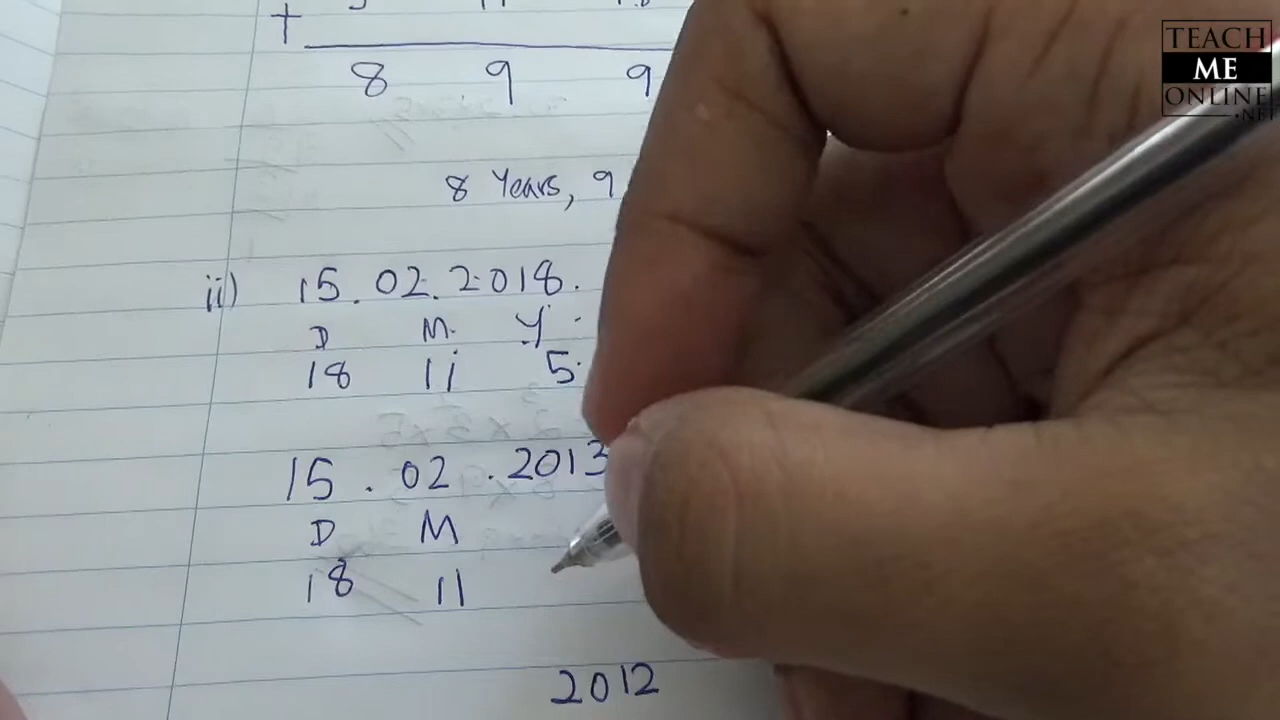 TEACH
ME
ONLINE
.NET
+
8 9 9
8 Years, 9
ii) 15.02.2018.
D M. Y.
18 11 5.
15.02.2013
D M
18 11
2012